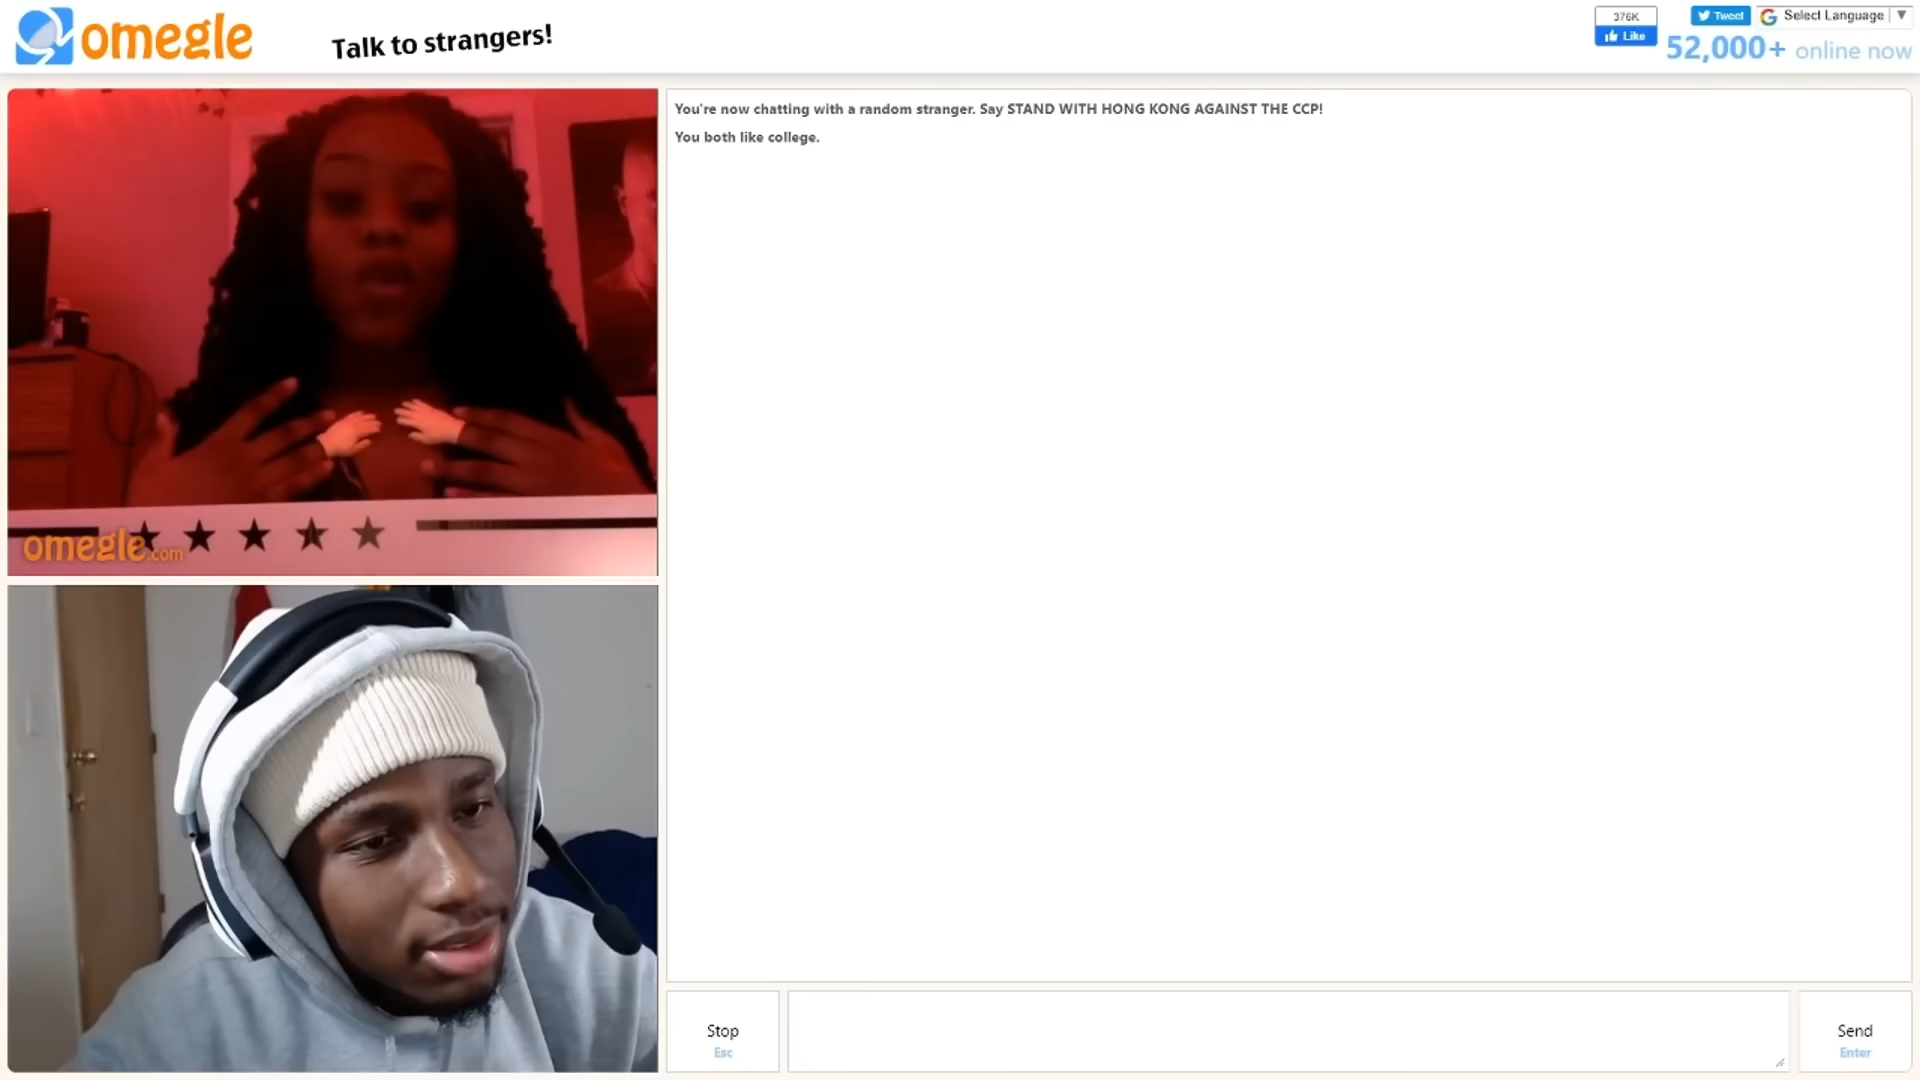 omegle
Talk to strangers!
376K
Like
Tweet
Select Language
52,000+ online now
You're now chatting with a random stranger. Say STAND WITH HONG KONG AGAINST THE CCP!
You both like college.
omegle.com
Stop
Esc
Send
Enter